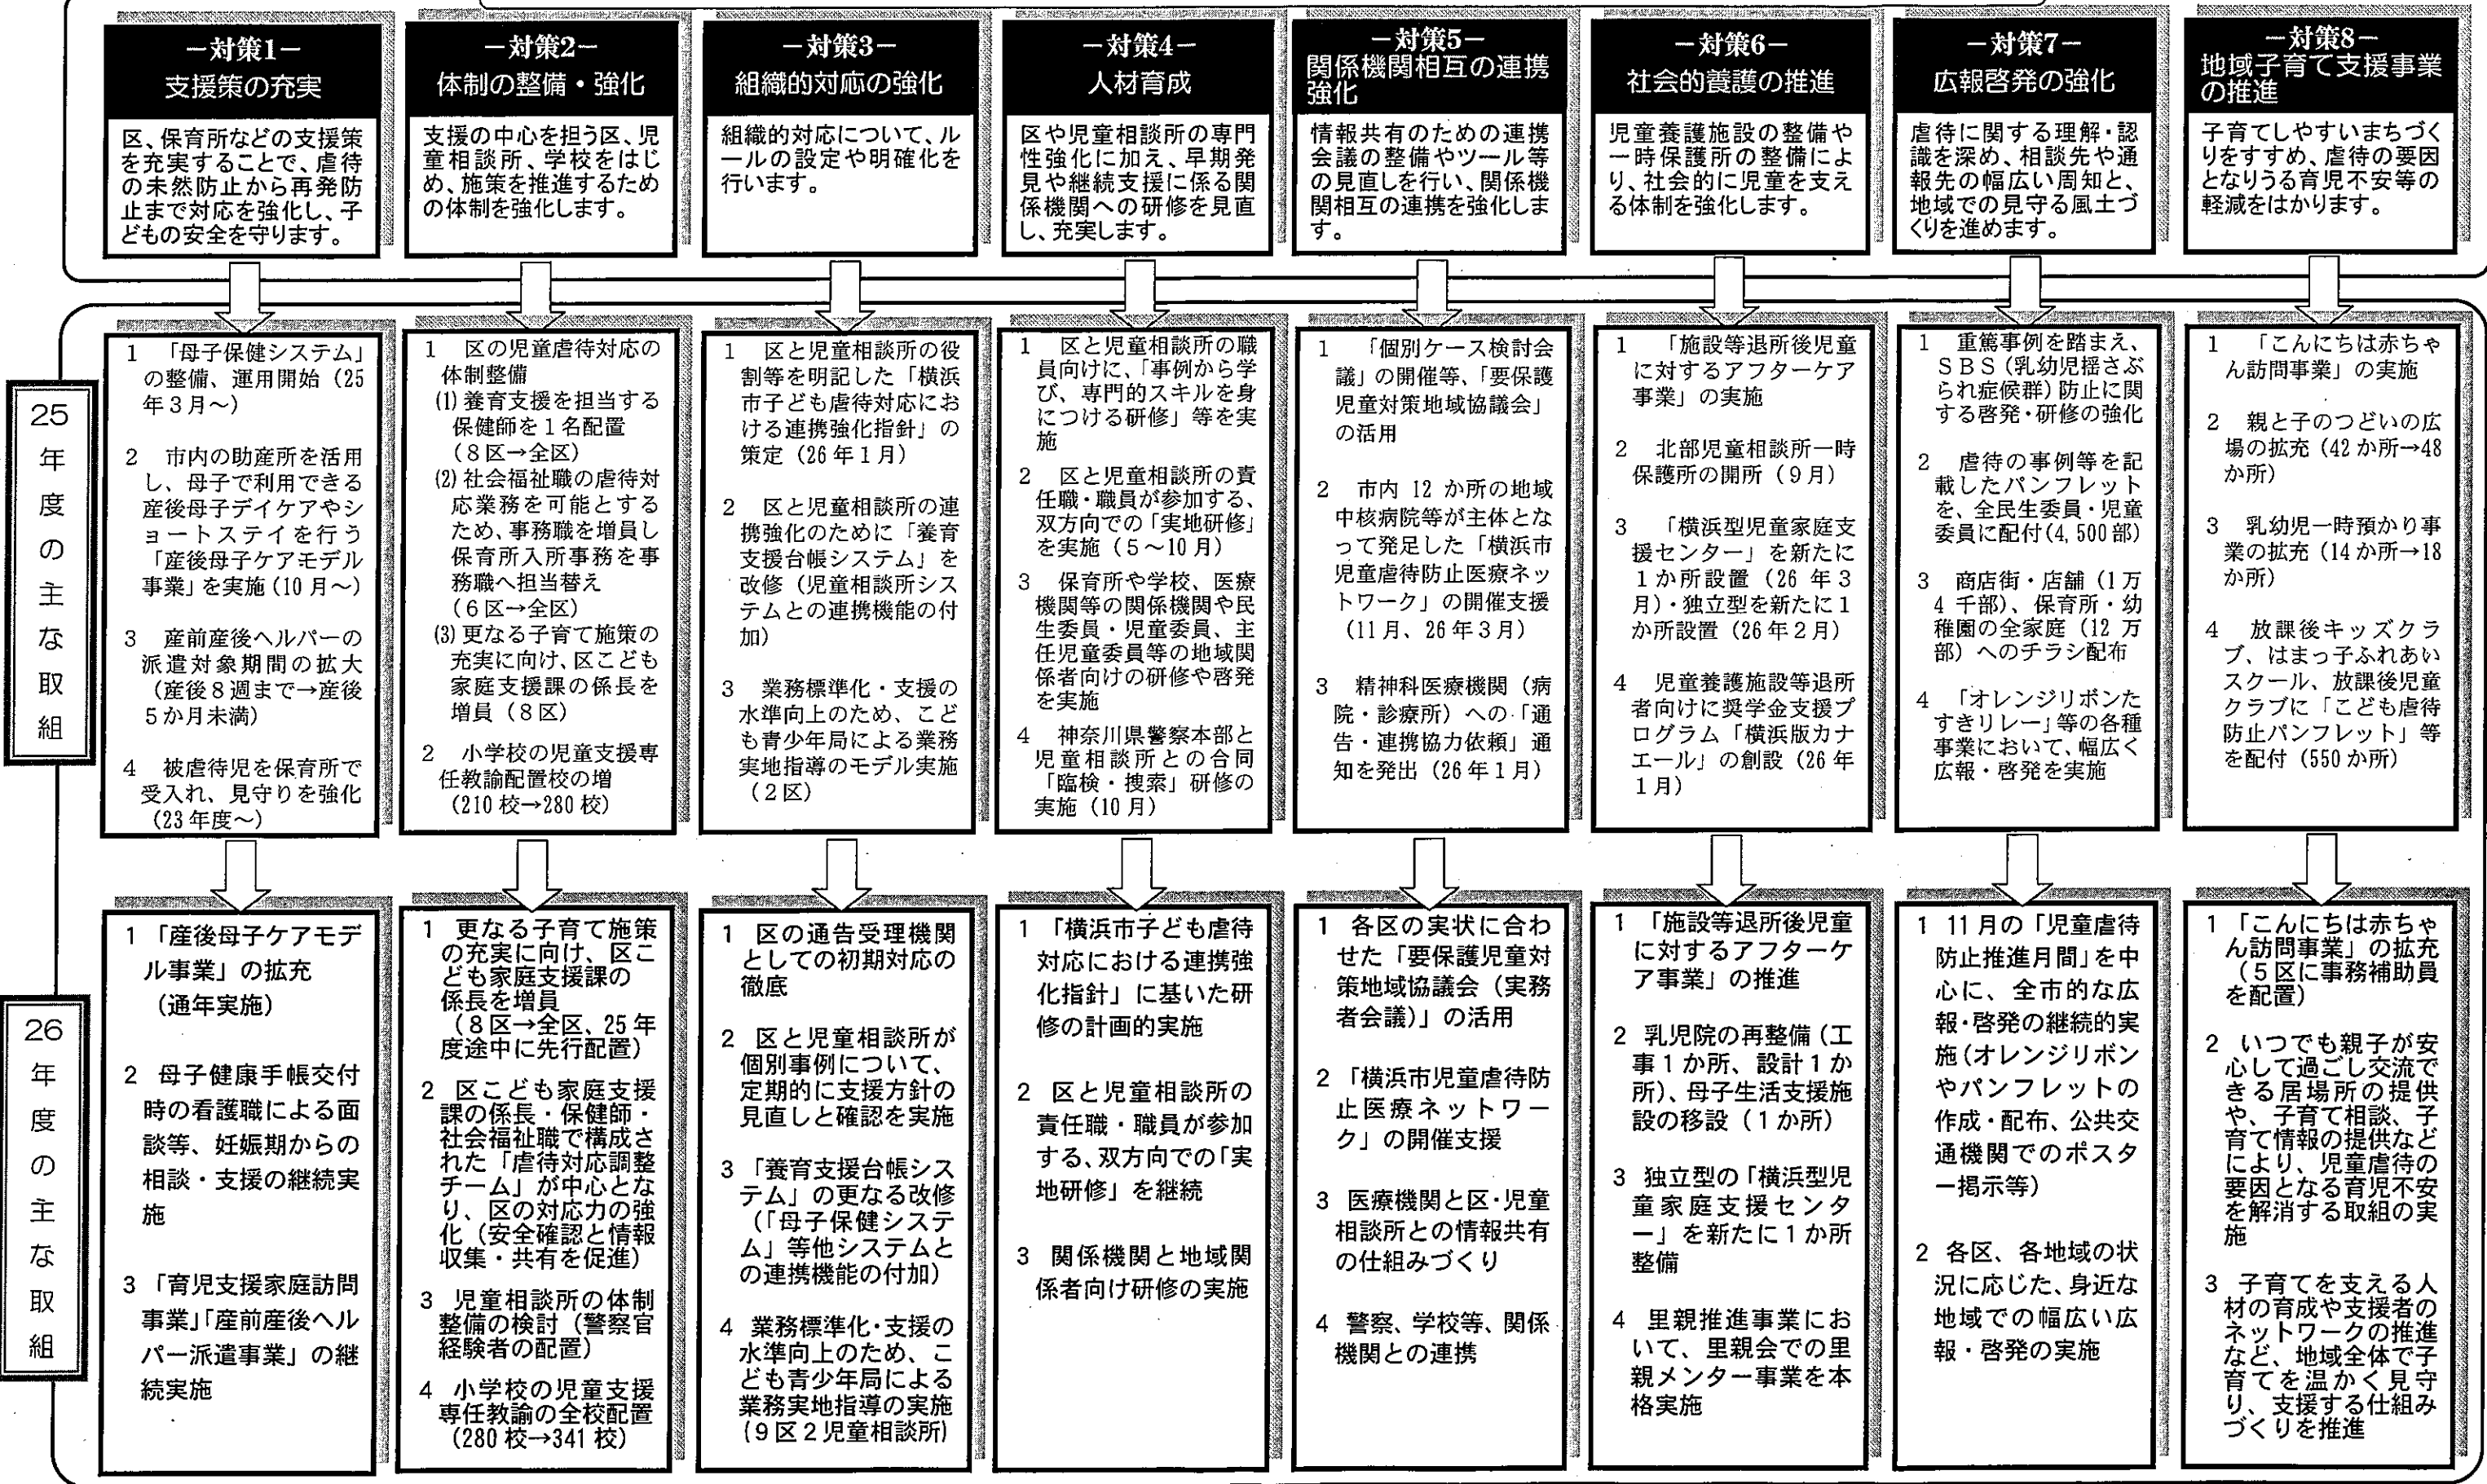 －対策1－
支援策の充実
区、保育所などの支援策
を充実することで、虐待
の未然防止から再発防
止まで対応を強化し、子
どもの安全を守ります。
－対策2－
体制の整備・強化
支援の中心を担う区、児
童相談所、学校をはじ
め、施策を推進するため
の体制を強化します。
－対策3－
組織的対応の強化
組織的対応について、ル
ールの設定や明確化を
行います。
－対策4－
人材育成
区や児童相談所の専門
性強化に加え、早期発
見や継続支援に係る関
係機関への研修を見直
し、充実します。
－対策5－
関係機関相互の連携
強化
情報共有のための連携
会議の整備やツール等
の見直しを行い、関係機
関相互の連携を強化しま
す。
－対策6－
社会的養護の推進
児童養護施設の整備や
一時保護所の整備によ
り、社会的に児童を支え
る体制を強化します。
－対策7－
広報啓発の強化
虐待に関する理解・認
識を深め、相談先や通
報先の幅広い周知と、
地域での見守る風土づ
くりを進めます。
－対策8－
地域子育て支援事業
の推進
子育てしやすいまちづく
りをすすめ、虐待の要因
となりうる育児不安等の
軽減をはかります。
25年度の主な取組
1 「母子保健システム」
の整備、運用開始（25
年3月～）
2 市内の助産所を活用
し、母子で利用できる
産後母子デイケアやシ
ョートステイを行う
「産後母子ケアモデル
事業」を実施（10月～）
3 産前産後ヘルパーの
派遣対象期間の拡大
（産後8週まで→産後
5か月未満）
4 被虐待児を保育所で
受入れ、見守りを強化
（23年度～）
1 区の児童虐待対応の
体制整備
(1) 養育支援を担当する
保健師を1名配置
（8区→全区）
(2) 社会福祉職の虐待対
応業務を可能とする
ため、事務職を増員し
保育所入所事務を事
務職へ担当替え
（6区→全区）
(3) 更なる子育て施策の
充実に向け、区こども
家庭支援課の係長を
増員（8区）
2 小学校の児童支援専
任教諭配置校の増
（210校→280校）
1 区と児童相談所の役
割等を明記した「横浜
市子ども虐待対応にお
ける連携強化指針」の
策定（26年1月）
2 区と児童相談所の連
携強化のために「養育
支援台帳システム」を
改修（児童相談所シス
テムとの連携機能の付
加）
3 業務標準化・支援の
水準向上のため、こど
も青少年局による業務
実地指導のモデル実施
（2区）
1 区と児童相談所の職
員向けに、「事例から学
び、専門的スキルを身
につける研修」等を実
施
2 区と児童相談所の責
任職・職員が参加する、
双方向での「実地研修」
を実施（5～10月）
3 保育所や学校、医療
機関等の関係機関や民
生委員・児童委員、主
任児童委員等の地域関
係者向けの研修や啓発
を実施
4 神奈川県警察本部と
児童相談所との合同
「臨検・捜索」研修の
実施（10月）
1 「個別ケース検討会
議」の開催等、「要保護
児童対策地域協議会」
の活用
2 市内 12 か所の地域
中核病院等が主体とな
って発足した「横浜市
児童虐待防止医療ネッ
トワーク」の開催支援
（11月、26年3月）
3 精神科医療機関（病
院・診療所）への「通
告・連携協力依頼」通
知を発出（26年1月）
1 「施設等退所後児童
に対するアフターケア
事業」の実施
2 北部児童相談所一時
保護所の開所（9月）
3 「横浜型児童家庭支
援センター」を新たに
1か所設置（26年3
月）・独立型を新たに1
か所設置（26年2月）
4 児童養護施設等退所
者向けに奨学金支援プ
ログラム「横浜版カナ
エール」の創設（26年
1月）
1 重篤事例を踏まえ、
SBS（乳幼児揺さぶ
られ症候群）防止に関
する啓発・研修の強化
2 虐待の事例等を記
載したパンフレット
を、全民生委員・児童
委員に配付(4,500部)
3 商店街・店舗（1万
4千部）、保育所・幼
稚園の全家庭（12万
部）へのチラシ配布
4 「オレンジリボンた
すきリレー」等の各種
事業において、幅広く
広報・啓発を実施
1 「こんにちは赤ちゃ
ん訪問事業」の実施
2 親と子のつどいの広
場の拡充（42か所→48
か所）
3 乳幼児一時預かり事
業の拡充（14か所→18
か所）
4 放課後キッズクラ
ブ、はまっ子ふれあい
スクール、放課後児童
クラブに「こども虐待
防止パンフレット」等
を配付（550か所）
26年度の主な取組
1 「産後母子ケアモデ
ル事業」の拡充
（通年実施）
2 母子健康手帳交付
時の看護職による面
談等、妊娠期からの
相談・支援の継続実
施
3 「育児支援家庭訪問
事業」「産前産後ヘル
パー派遣事業」の継
続実施
1 更なる子育て施策
の充実に向け、区こ
ども家庭支援課の
係長を増員
（8区→全区、25年
度途中に先行配置）
2 区こども家庭支援
課の係長・保健師・
社会福祉職で構成さ
れた「虐待対応調整
チーム」が中心とな
り、区の対応力の強
化（安全確認と情報
収集・共有を促進）
3 児童相談所の体制
整備の検討（警察官
経験者の配置）
4 小学校の児童支援
専任教諭の全校配置
（280校→341校）
1 区の通告受理機関
としての初期対応の
徹底
2 区と児童相談所が
個別事例について、
定期的に支援方針の
見直しと確認を実施
3 「養育支援台帳シス
テム」の更なる改修
（「母子保健システ
ム」等他システムと
の連携機能の付加）
4 業務標準化・支援の
水準向上のため、こ
ども青少年局による
業務実地指導の実施
（9区2児童相談所）
1 「横浜市子ども虐待
対応における連携強
化指針」に基いた研
修の計画的実施
2 区と児童相談所の
責任職・職員が参加
する、双方向での「実
地研修」を継続
3 関係機関と地域関
係者向け研修の実施
1 各区の実状に合わ
せた「要保護児童対
策地域協議会（実務
者会議）」の活用
2 「横浜市児童虐待防
止医療ネットワー
ク」の開催支援
3 医療機関と区・児童
相談所との情報共有
の仕組みづくり
4 警察、学校等、関係
機関との連携
1 「施設等退所後児童
に対するアフターケ
ア事業」の推進
2 乳児院の再整備（工
事1か所、設計1か
所）、母子生活支援施
設の移設（1か所）
3 独立型の「横浜型児
童家庭支援センタ
ー」を新たに1か所
整備
4 里親推進事業にお
いて、里親会での里
親メンター事業を本
格実施
1 11月の「児童虐待
防止推進月間」を中
心に、全市的な広
報・啓発の継続的実
施（オレンジリボン
やパンフレットの
作成・配布、公共交
通機関でのポスタ
ー掲示等）
2 各区、各地域の状
況に応じた、身近な
地域での幅広い広
報・啓発の実施
1 「こんにちは赤ちゃ
ん訪問事業」の拡充
（5区に事務補助員
を配置）
2 いつでも親子が安
心して過ごし交流で
きる居場所の提供
や、子育て相談、子
育て情報の提供など
により、児童虐待の
要因となる育児不安
を解消する取組の実
施
3 子育てを支える人
材の育成や支援者の
ネットワークの推進
など、地域全体で子
育てを温かく見守
り、支援する仕組み
づくりを推進